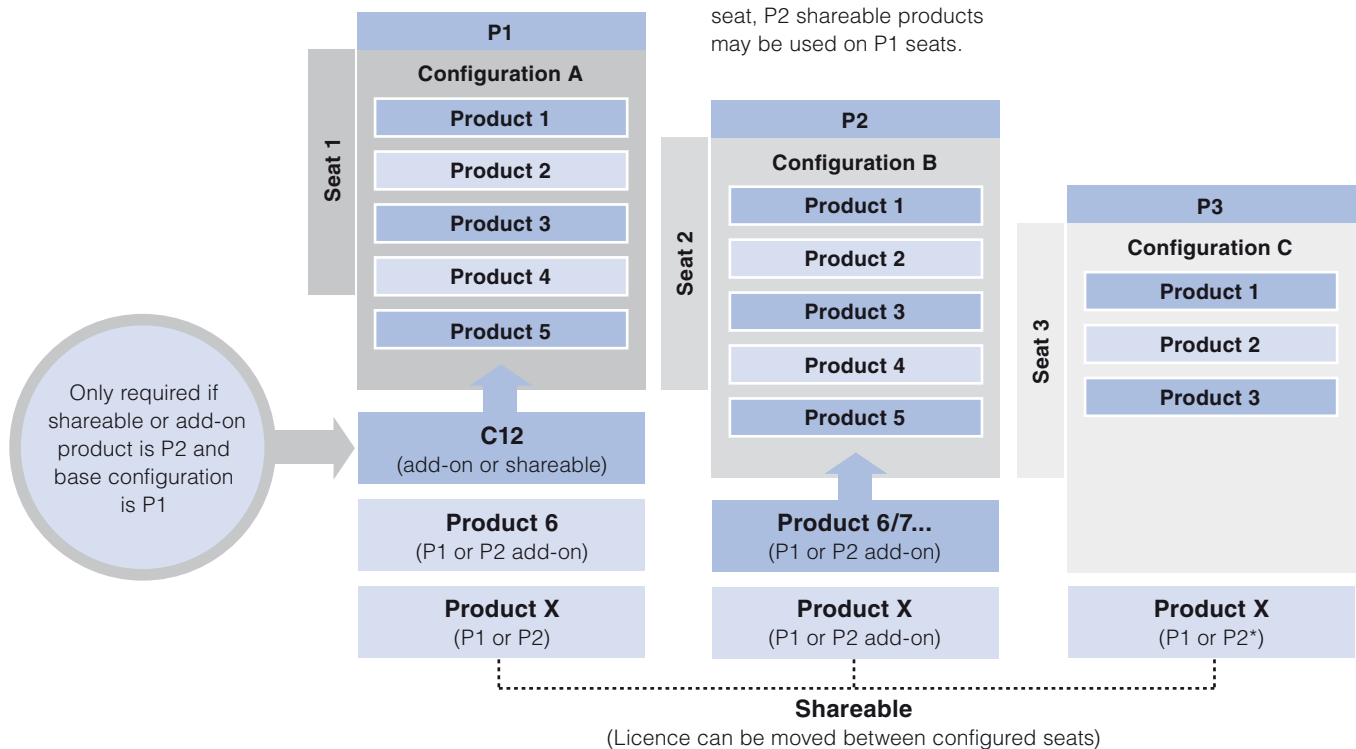 seat, P2 shareable products
may be used on P1 seats.
P1
Configuration A
Seat 1
Product 1
Product 2
Product 3
Product 4
Product 5
P2
Configuration B
Seat 2
Product 1
Product 2
Product 3
Product 4
Product 5
P3
Configuration C
Seat 3
Product 1
Product 2
Product 3
Only required if
shareable or add-on
product is P2 and
base configuration
is P1
C12
(add-on or shareable)
Product 6
(P1 or P2 add-on)
Product 6/7...
(P1 or P2 add-on)
Product X
(P1 or P2)
Product X
(P1 or P2 add-on)
Product X
(P1 or P2*)
Shareable
(Licence can be moved between configured seats)